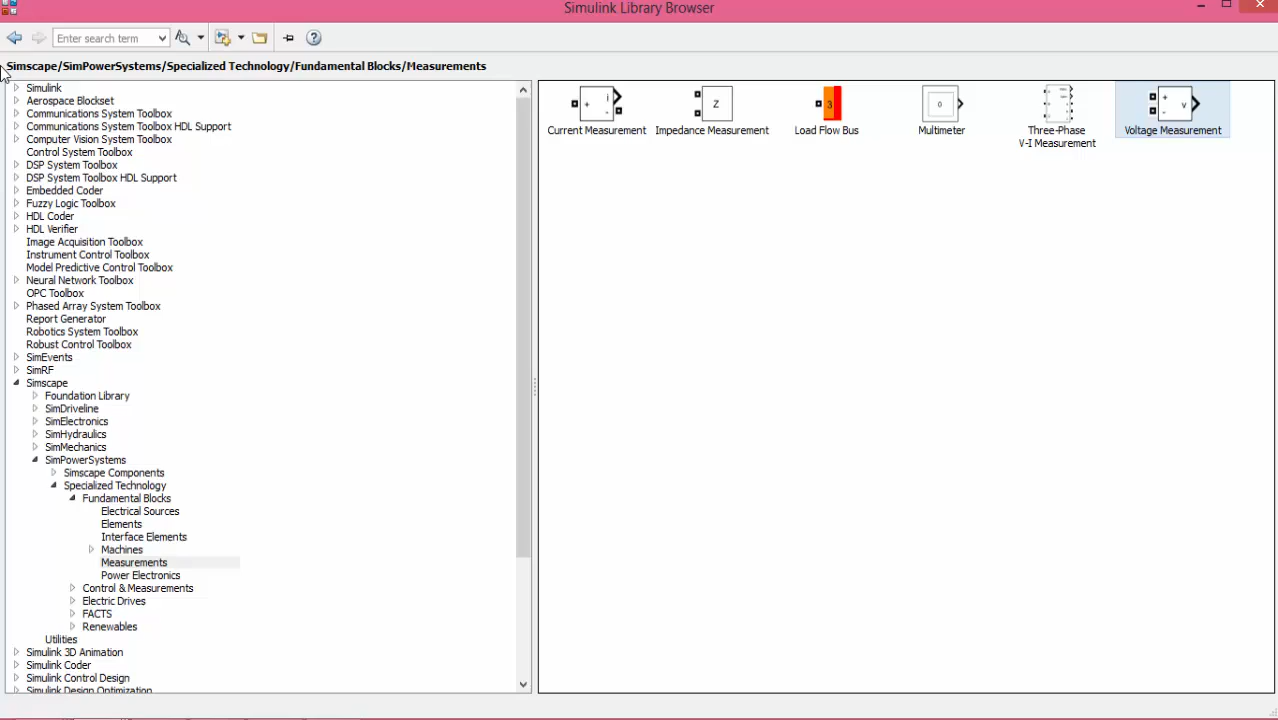 Simulink Library Browser
Enter search term
Simscape/SimPowerSystems/Specialized Technology/Fundamental Blocks/Measurements
Simulink
Aerospace Blockset
Communications System Toolbox
Communications System Toolbox HDL Support
Computer Vision System Toolbox
Control System Toolbox
DSP System Toolbox
DSP System Toolbox HDL Support
Embedded Coder
Fuzzy Logic Toolbox
HDL Coder
HDL Verifier
Image Acquisition Toolbox
Instrument Control Toolbox
Model Predictive Control Toolbox
Neural Network Toolbox
OPC Toolbox
Phased Array System Toolbox
Report Generator
Robotics System Toolbox
Robust Control Toolbox
SimEvents
SimRF
Simscape
Foundation Library
SimDriveline
SimElectronics
SimHydraulics
SimMechanics
SimPowerSystems
Simscape Components
Specialized Technology
Fundamental Blocks
Electrical Sources
Elements
Interface Elements
Machines
Measurements
Power Electronics
Control & Measurements
Electric Drives
FACTS
Renewables
Utilities
Simulink 3D Animation
Simulink Coder
Simulink Control Design
Simulink Design Optimization
+ i -
Current Measurement
Z
Impedance Measurement
3
Load Flow Bus
0
Multimeter
Three-Phase
V-I Measurement
+ v -
Voltage Measurement